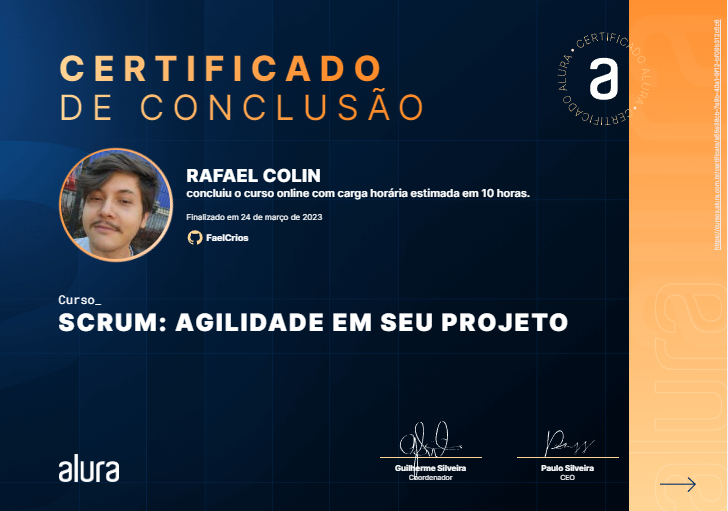 CERTIFICADO
DE CONCLUSÃO
CERTIFICADO ALURA • CERTIFICADO ALURA •
a
RAFAEL COLIN
concluiu o curso online com carga horária estimada em 10 horas.
Finalizado em 24 de março de 2023
FaelCrios
Curso_
SCRUM: AGILIDADE EM SEU PROJETO
alura
Guilherme Silveira
Coordenador
Paulo Silveira
CEO
alura